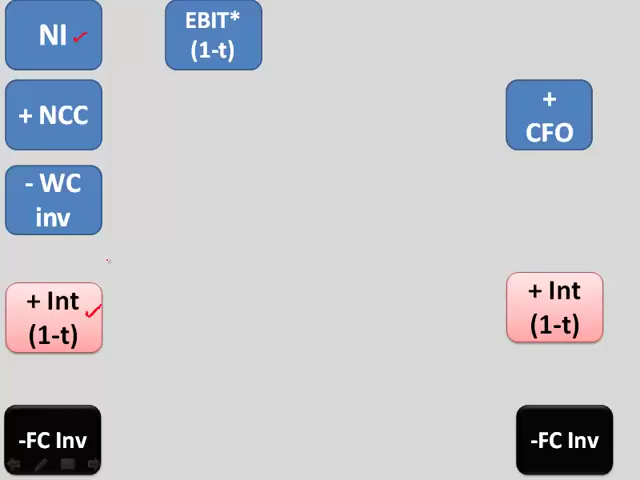 NI
EBIT*
(1-t)
+ NCC
+
CFO
- WC
inv
+ Int
(1-t)
+ Int
(1-t)
-FC Inv
-FC Inv